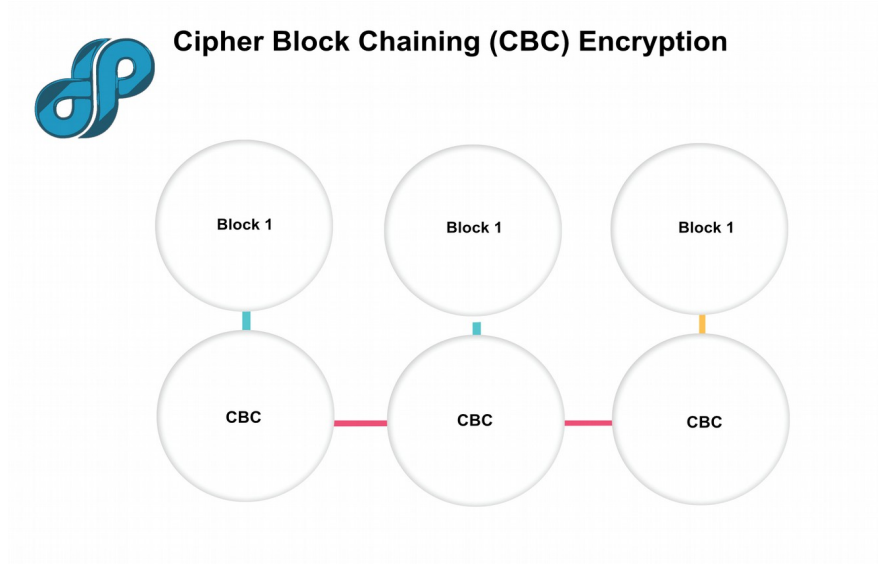 Cipher Block Chaining (CBC) Encryption
Block 1
Block 1
Block 1
CBC
CBC
CBC